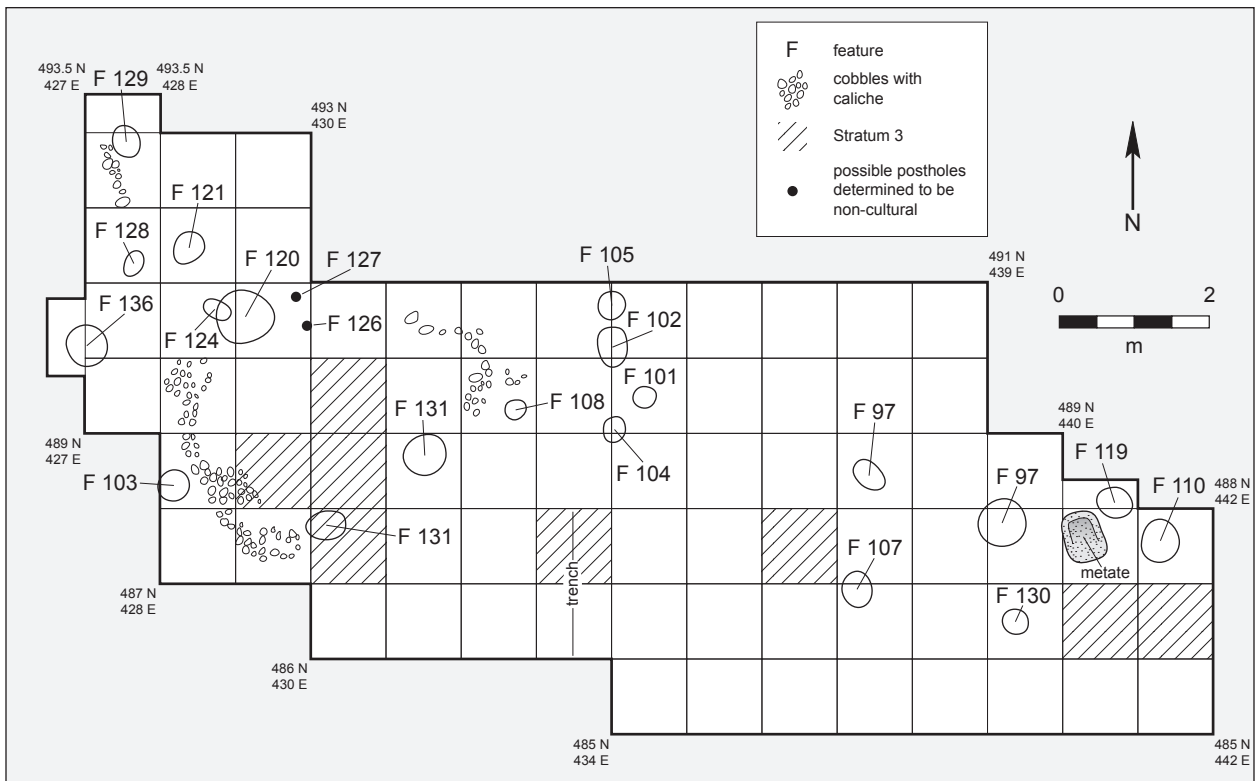 F
feature
cobbles with
caliche
Stratum 3
possible postholes
determined to be
non-cultural
493.5 N
427 E
F 129
493.5 N
428 E
493 N
430 E
N
0
2
m
F 121
F 128
F 120
F 127
F 105
491 N
439 E
F 136
F 124
F 126
F 102
F 101
F 131
F 108
F 97
489 N
440 E
489 N
427 E
F 103
F 104
F 97
F 119
F 110
488 N
442 E
F 131
trench
F 107
metate
487 N
428 E
F 130
486 N
430 E
485 N
434 E
485 N
442 E